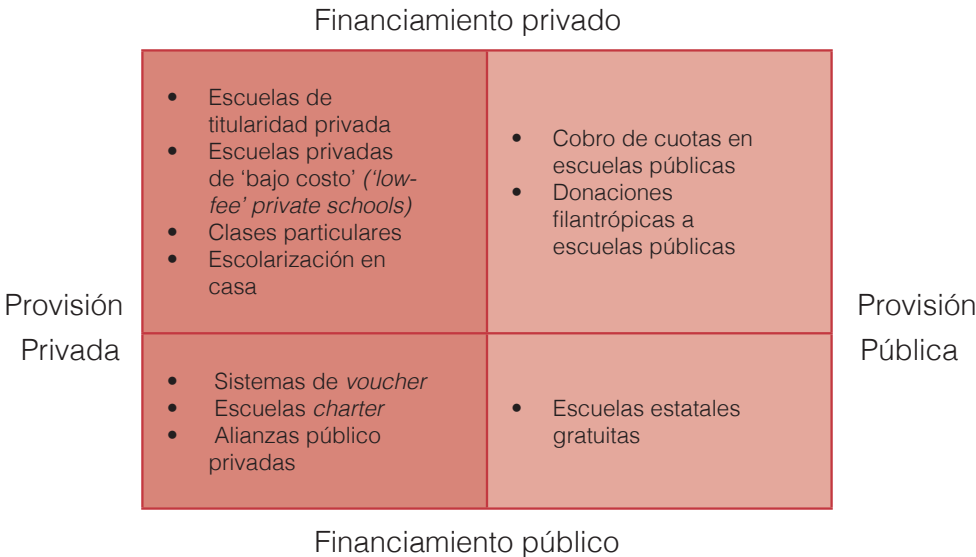 Financiamiento privado
• Escuelas de
titularidad privada
• Escuelas privadas
de ‘bajo costo’ (‘low-
fee’ private schools)
• Clases particulares
• Escolarización en
casa
• Cobro de cuotas en
escuelas públicas
• Donaciones
filantrópicas a
escuelas públicas
Provisión
Privada
Provisión
Pública
• Sistemas de voucher
• Escuelas charter
• Alianzas público
privadas
• Escuelas estatales
gratuitas
Financiamiento público